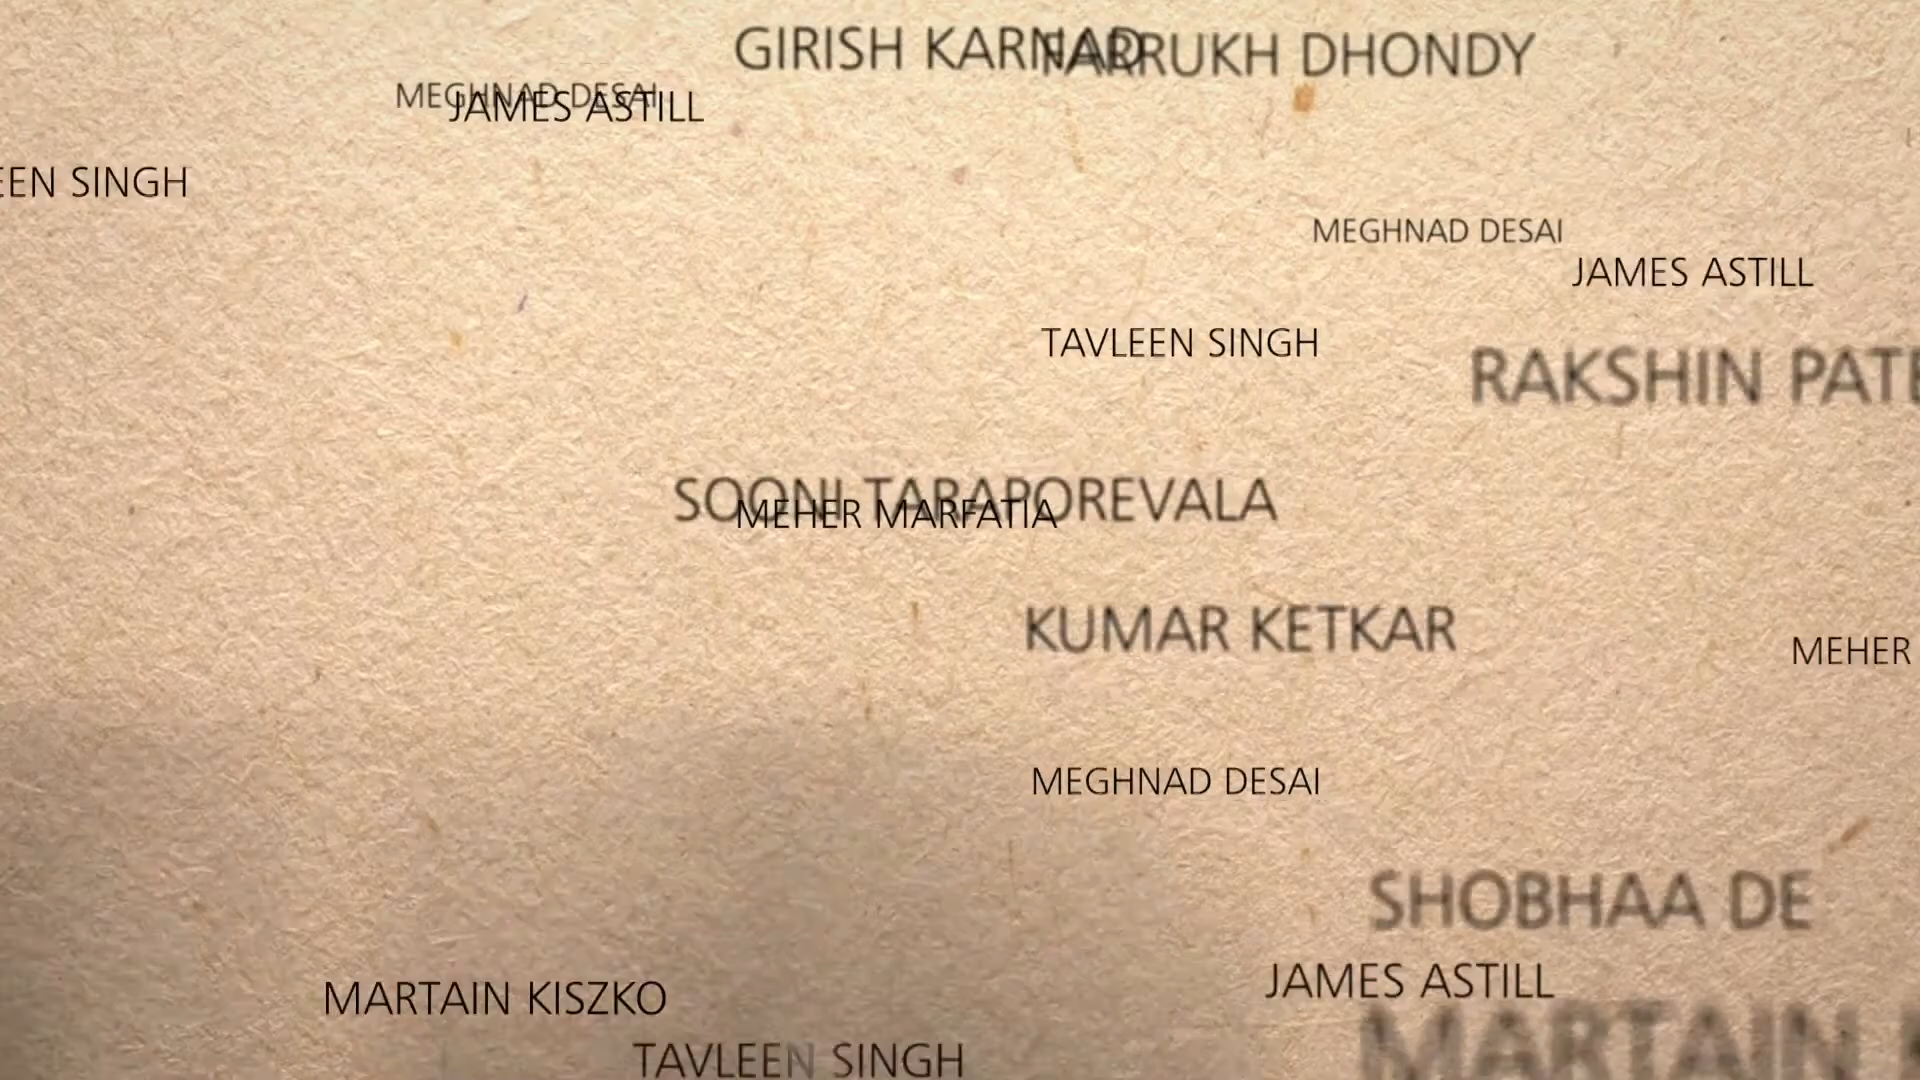 GIRISH KARNAD
FARRUKH DHONDY
MEGHNAD DESAI
JAMES ASTILL
EEN SINGH
MEGHNAD DESAI
JAMES ASTILL
TAVLEEN SINGH
RAKSHIN PATE
SOONI TARAPOREVALA
MEHER MARFATIA
KUMAR KETKAR
MEHER
MEGHNAD DESAI
SHOBHAA DE
JAMES ASTILL
MARTAIN KISZKO
MARTAIN K
TAVLEEN SINGH